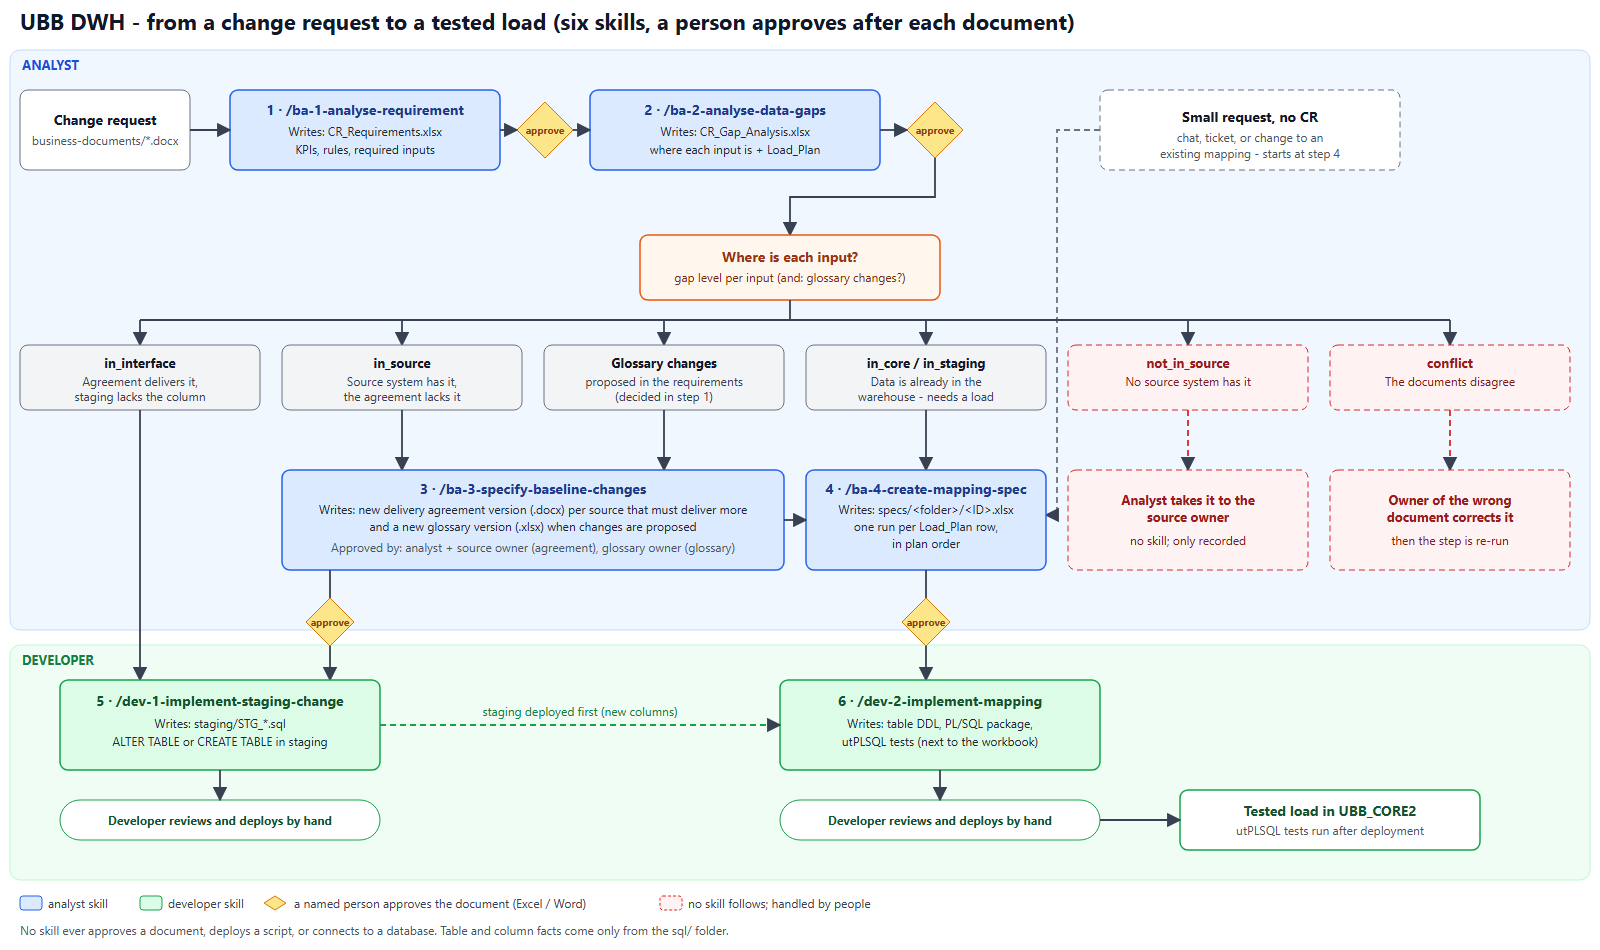 UBB DWH - from a change request to a tested load (six skills, a person approves after each document)
ANALYST
Change request
business-documents/*.docx
1 · /ba-1-analyse-requirement
Writes: CR_Requirements.xlsx
KPIs, rules, required inputs
approve
2 · /ba-2-analyse-data-gaps
Writes: CR_Gap_Analysis.xlsx
where each input is + Load_Plan
approve
Small request, no CR
chat, ticket, or change to an
existing mapping - starts at step 4
Where is each input?
gap level per input (and: glossary changes?)
in_interface
Agreement delivers it,
staging lacks the column
in_source
Source system has it,
the agreement lacks it
Glossary changes
proposed in the requirements
(decided in step 1)
in_core / in_staging
Data is already in the
warehouse - needs a load
not_in_source
No source system has it
conflict
The documents disagree
3 · /ba-3-specify-baseline-changes
Writes: new delivery agreement version (.docx) per source that must deliver more
and a new glossary version (.xlsx) when changes are proposed
Approved by: analyst + source owner (agreement), glossary owner (glossary)
4 · /ba-4-create-mapping-spec
Writes: specs/<folder>/<ID>.xlsx
one run per Load_Plan row,
in plan order
Analyst takes it to the
source owner
no skill; only recorded
Owner of the wrong
document corrects it
then the step is re-run
approve
approve
DEVELOPER
5 · /dev-1-implement-staging-change
Writes: staging/STG_*.sql
ALTER TABLE or CREATE TABLE in staging
staging deployed first (new columns)
6 · /dev-2-implement-mapping
Writes: table DDL, PL/SQL package,
utPLSQL tests (next to the workbook)
Developer reviews and deploys by hand
Developer reviews and deploys by hand
Tested load in UBB_CORE2
utPLSQL tests run after deployment
analyst skill
developer skill
a named person approves the document (Excel / Word)
no skill follows; handled by people
No skill ever approves a document, deploys a script, or connects to a database. Table and column facts come only from the sql/ folder.